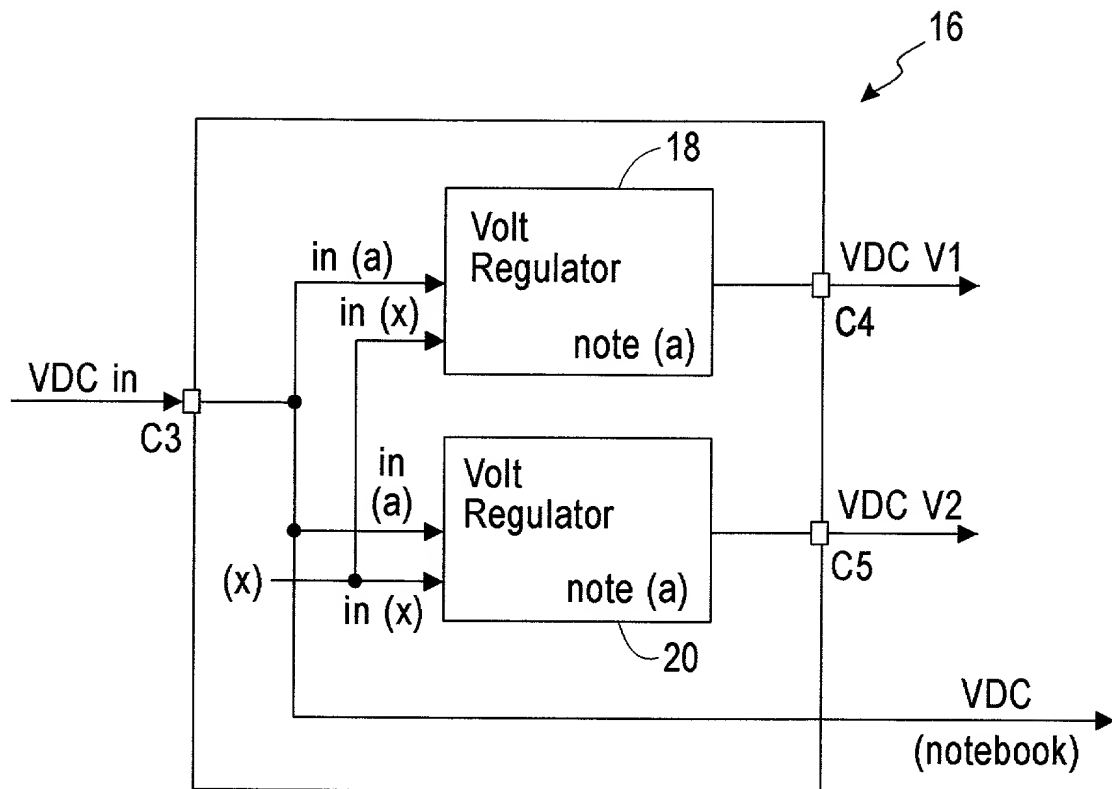 16
18
Volt
Regulator
in (a)
VDC V1
in (x)
C4
note (a)
VDC in
C3
in
(a)
Volt
Regulator
VDC V2
C5
(x)
in (x)
note (a)
20
VDC
(notebook)